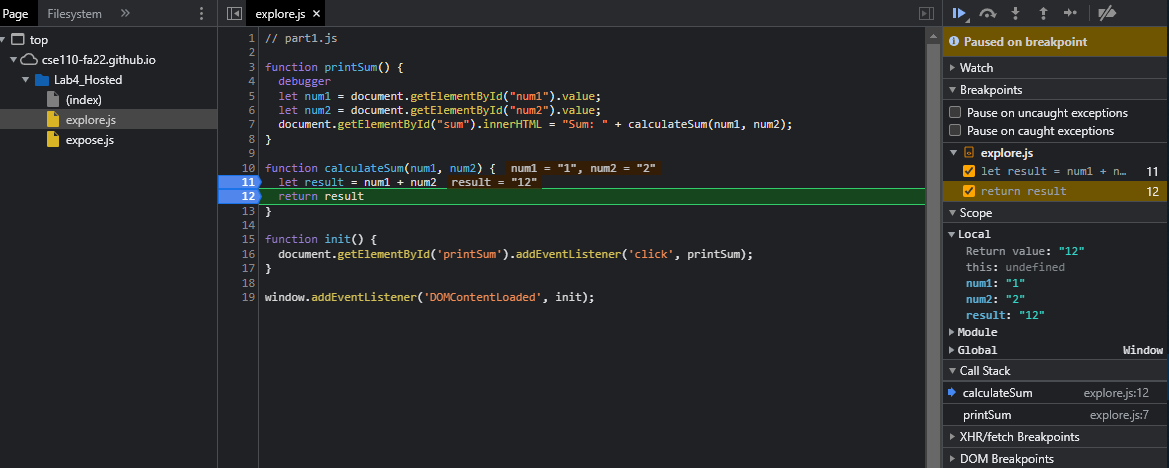 Page Filesystem »
top
cse110-fa22.github.io
Lab4_Hosted
(index)
explore.js
expose.js
explore.js ×
1 // part1.js
2
3 function printSum() {
4 debugger
5 let num1 = document.getElementById("num1").value;
6 let num2 = document.getElementById("num2").value;
7 document.getElementById("sum").innerHTML = "Sum: " + calculateSum(num1, num2);
8 }
9
10 function calculateSum(num1, num2) { num1 = "1", num2 = "2"
11 let result = num1 + num2 result = "12"
12 return result
13 }
14
15 function init() {
16 document.getElementById('printSum').addEventListener('click', printSum);
17 }
18
19 window.addEventListener('DOMContentLoaded', init);
Paused on breakpoint
Watch
Breakpoints
Pause on uncaught exceptions
Pause on caught exceptions
explore.js
let result = num1 + n… 11
return result 12
Scope
Local
Return value: "12"
this: undefined
num1: "1"
num2: "2"
result: "12"
Module
Global Window
Call Stack
calculateSum explore.js:12
printSum explore.js:7
XHR/fetch Breakpoints
DOM Breakpoints